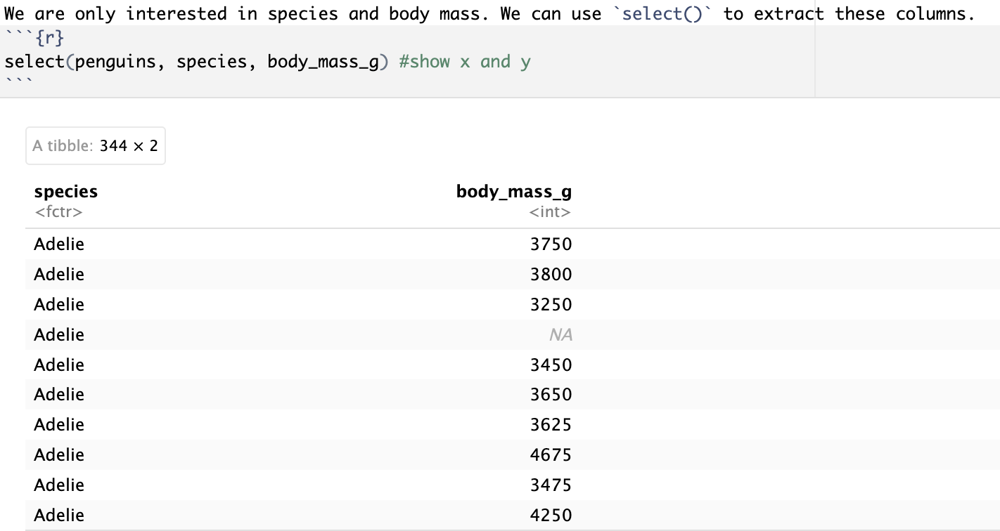 We are only interested in species and body mass. We can use `select()` to extract these columns.
```{r}
select(penguins, species, body_mass_g) #show x and y
```
A tibble: 344 × 2
species body_mass_g
<fctr> <int>
Adelie 3750
Adelie 3800
Adelie 3250
Adelie NA
Adelie 3450
Adelie 3650
Adelie 3625
Adelie 4675
Adelie 3475
Adelie 4250